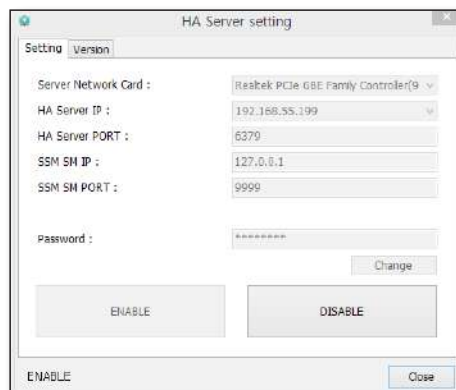 HA Server setting
Setting Version
Server Network Card : Realtek PCIe GBE Family Controller(9
HA Server IP : 192.168.55.199
HA Server PORT : 6379
SSM SM IP : 127.0.0.1
SSM SM PORT : 9999
Password : ********
Change
ENABLE DISABLE
ENABLE Close